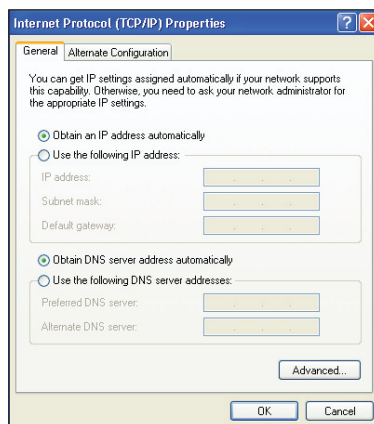 Internet Protocol (TCP/IP) Properties
General Alternate Configuration
You can get IP settings assigned automatically if your network supports
this capability. Otherwise, you need to ask your network administrator for
the appropriate IP settings.
Obtain an IP address automatically
Use the following IP address:
IP address:
Subnet mask:
Default gateway:
Obtain DNS server address automatically
Use the following DNS server addresses:
Preferred DNS server:
Alternate DNS server:
Advanced...
OK Cancel